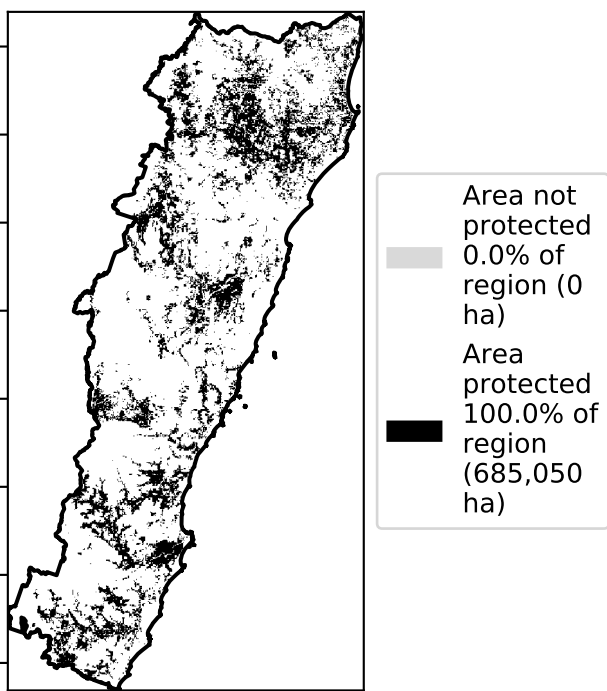 Area not
protected
0.0% of
region (0
ha)
Area
protected
100.0% of
region
(685,050
ha)